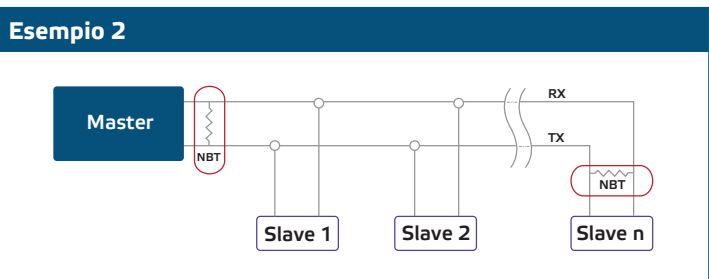 Esempio 2
RX
Master
TX
NBT
NBT
Slave 1
Slave 2
Slave n